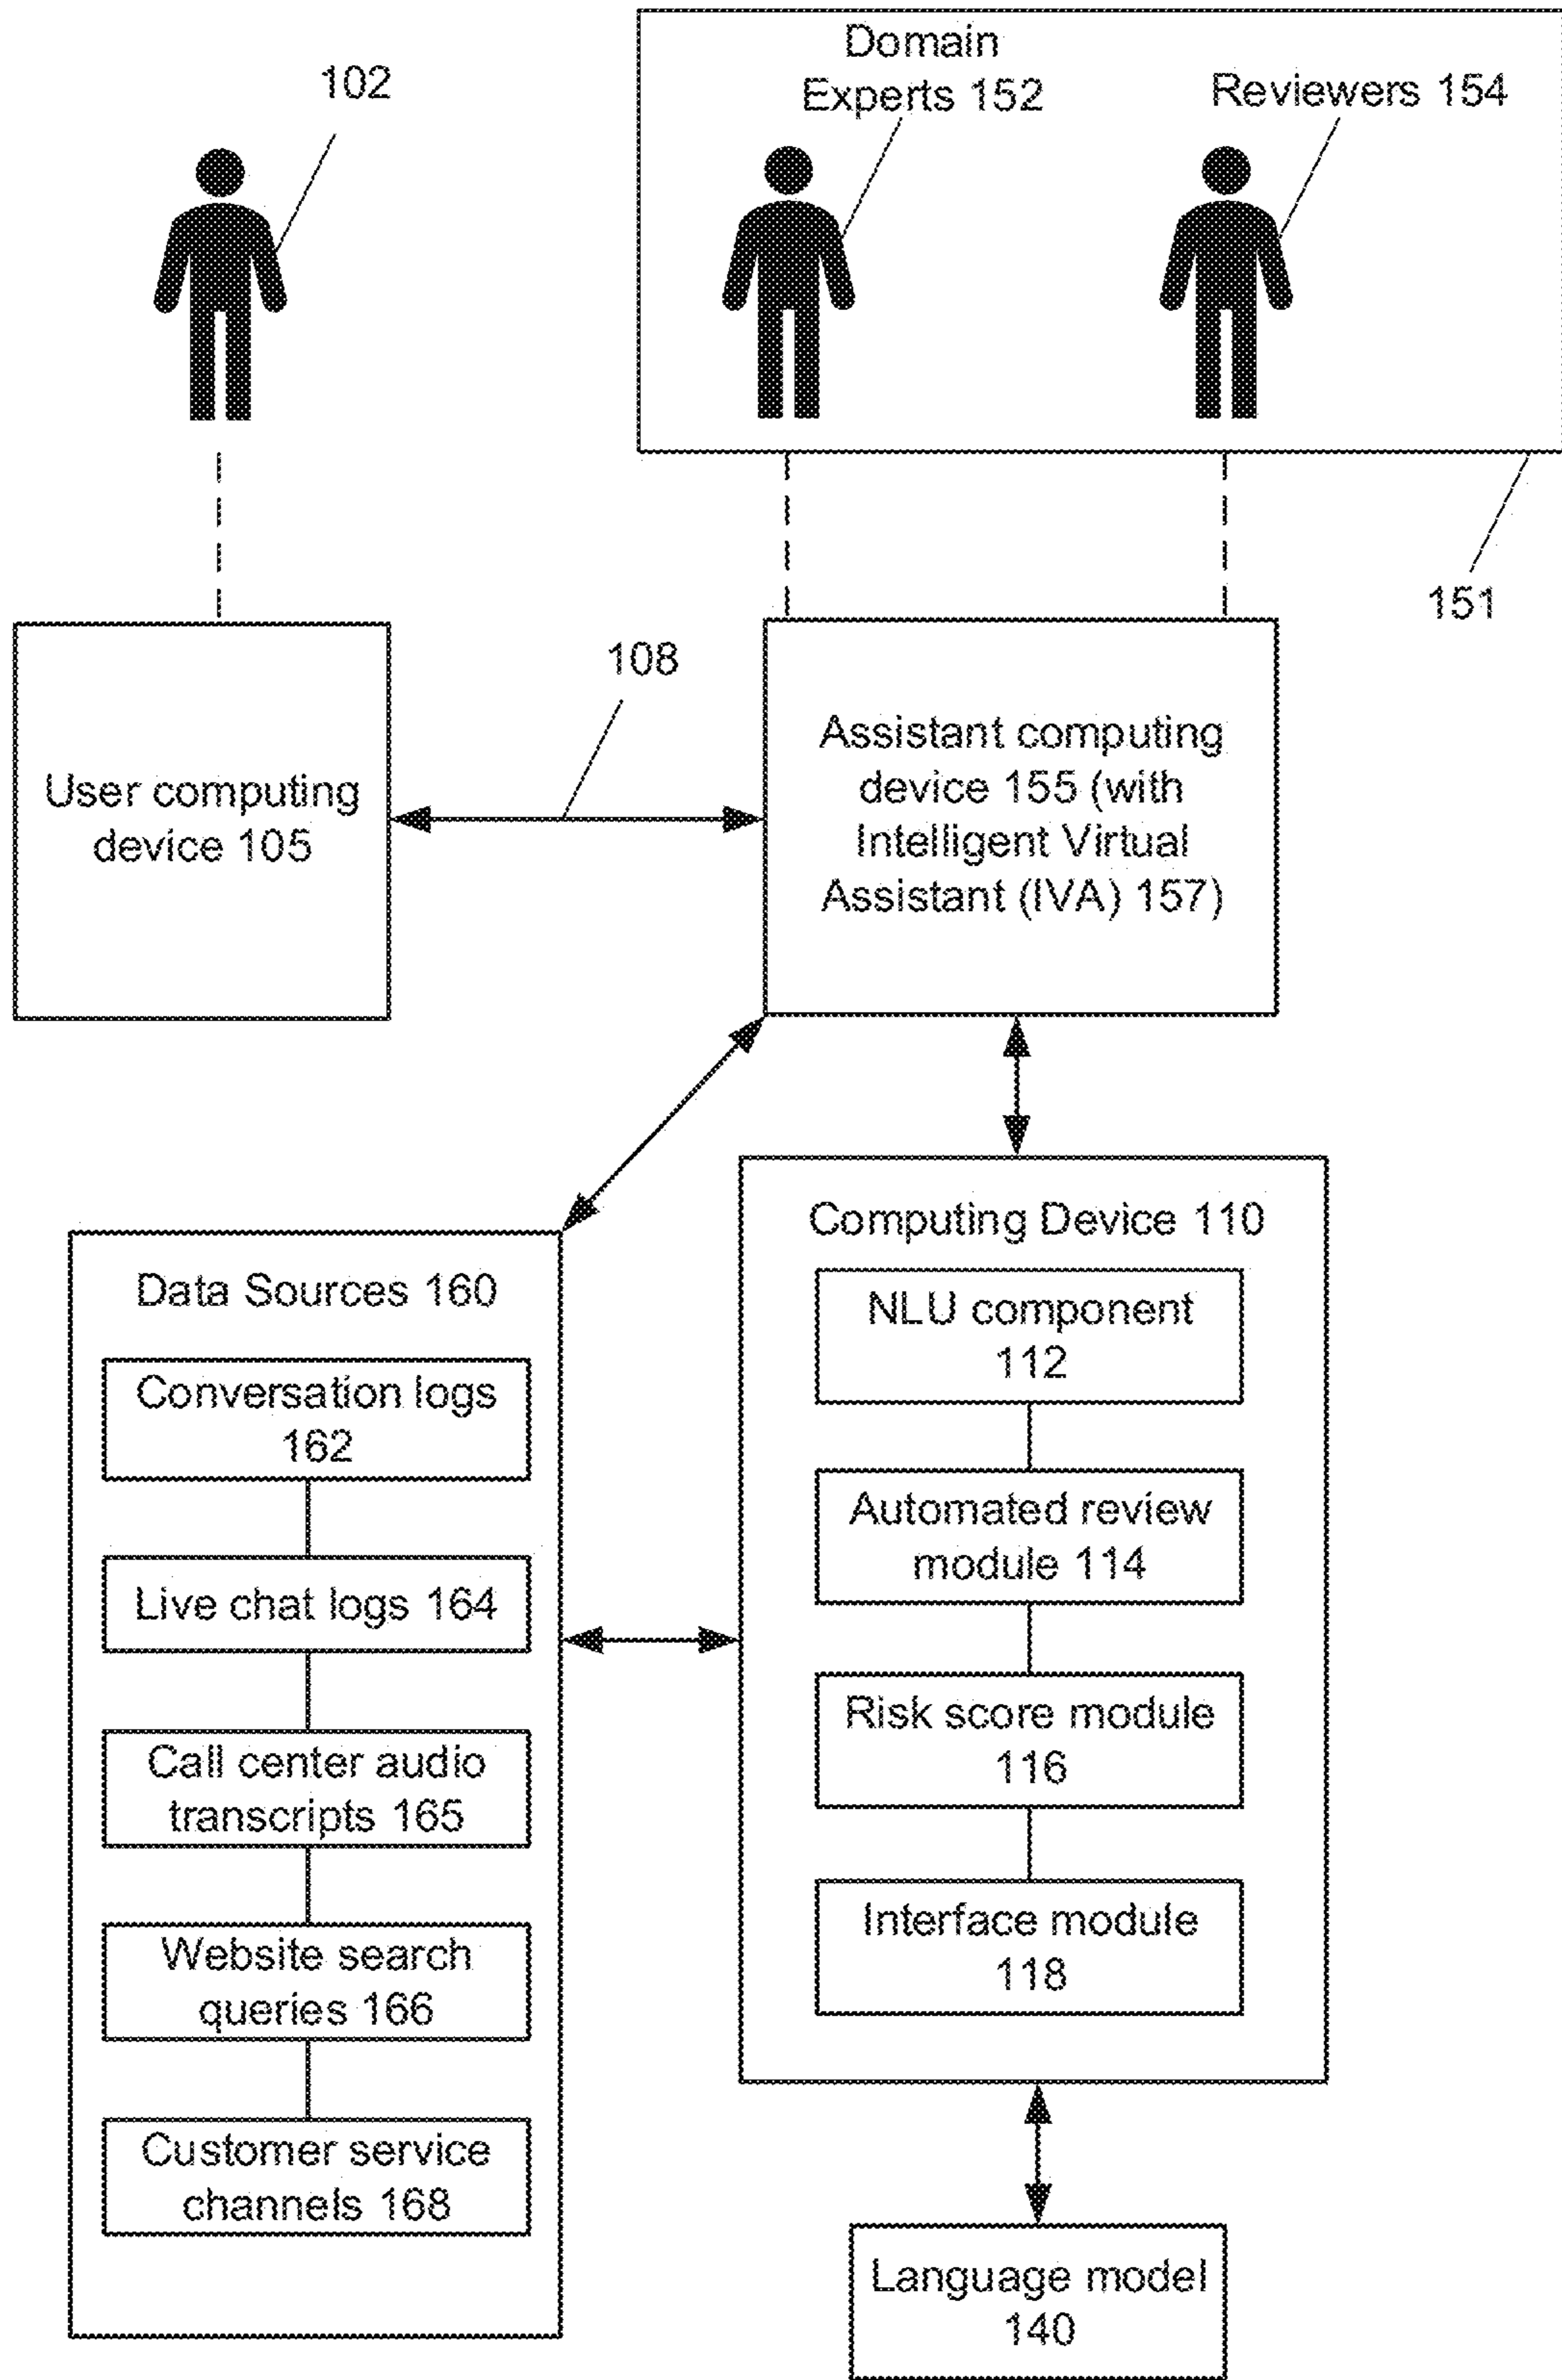 102
Domain
Experts 152
Reviewers 154
151
108
User computing
device 105
Assistant computing
device 155 (with
Intelligent Virtual
Assistant (IVA) 157)
Data Sources 160
Conversation logs
162
Live chat logs 164
Call center audio
transcripts 165
Website search
queries 166
Customer service
channels 168
Computing Device 110
NLU component
112
Automated review
module 114
Risk score module
116
Interface module
118
Language model
140